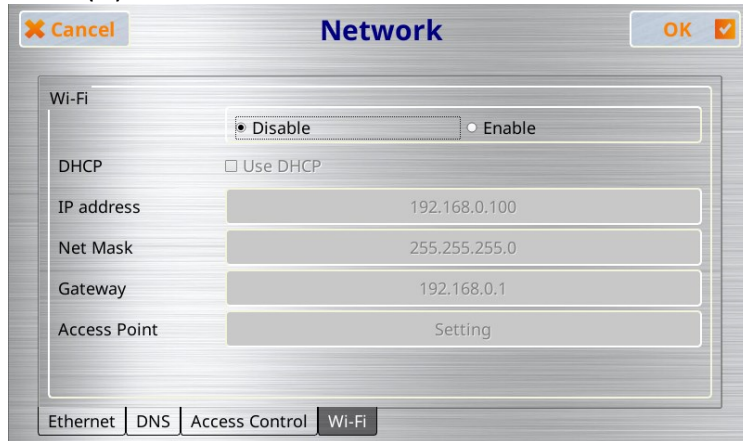 Cancel Network OK
Wi-Fi
Disable Enable
DHCP Use DHCP
IP address 192.168.0.100
Net Mask 255.255.255.0
Gateway 192.168.0.1
Access Point Setting
Ethernet DNS Access Control Wi-Fi